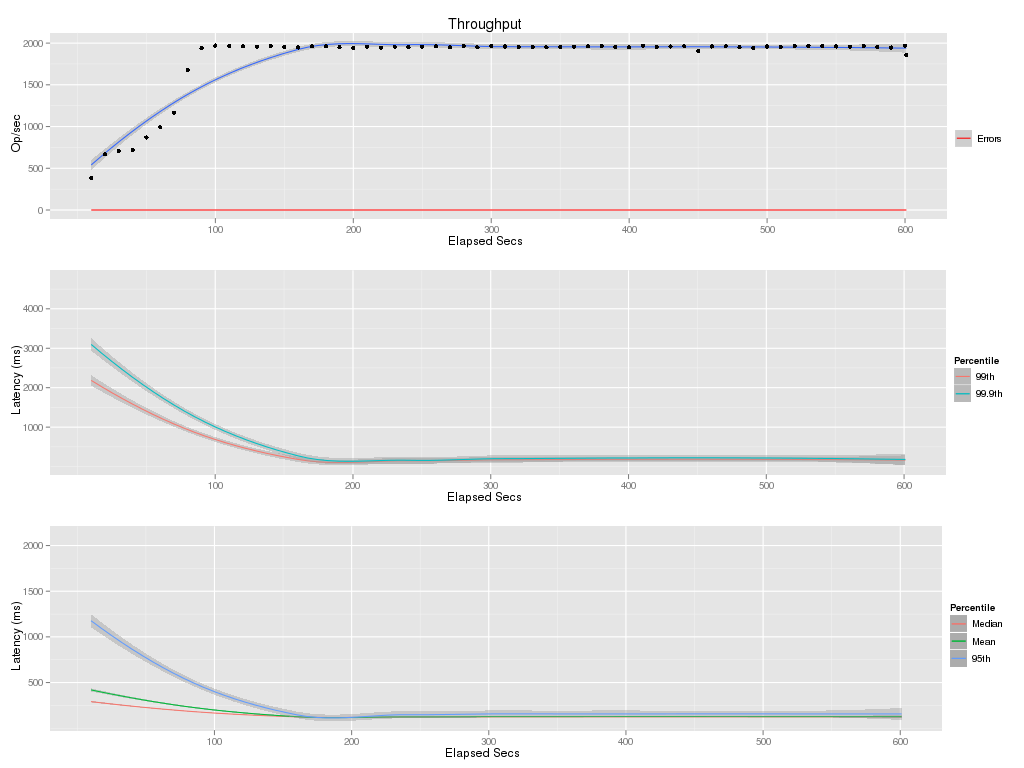 Throughput
Op/sec
2000
1500
1000
500
0
100 200 300 400 500 600
Elapsed Secs
Errors
Latency (ms)
4000
3000
2000
1000
100 200 300 400 500 600
Elapsed Secs
Percentile
99th
99.9th
Latency (ms)
2000
1500
1000
500
100 200 300 400 500 600
Elapsed Secs
Percentile
Median
Mean
95th